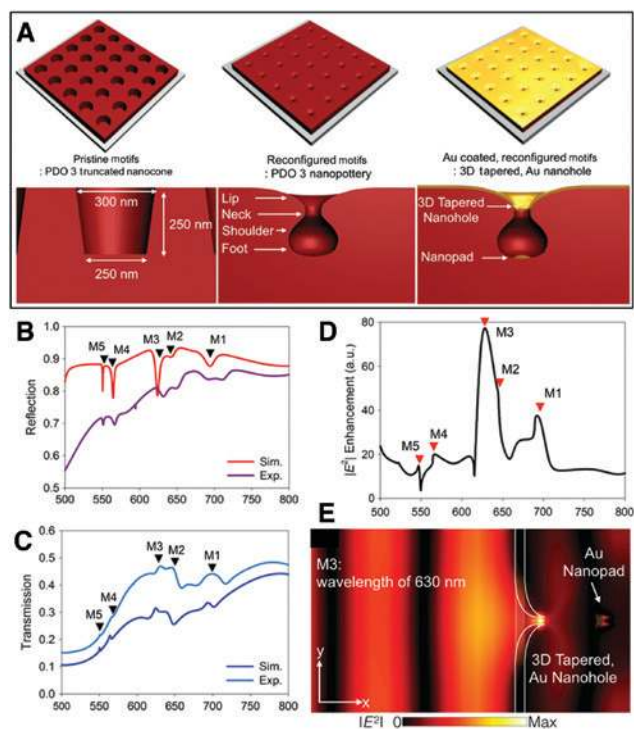 A
Pristine motifs
: PDO 3 truncated nanocone
Reconfigured motifs
: PDO 3 nanopottery
Au coated, reconfigured motifs
: 3D tapered, Au nanohole
300 nm
250 nm
250 nm
Lip
Neck
Shoulder
Foot
3D Tapered
Nanohole
Nanopad
B
1.0
0.9
0.8
0.7
0.6
0.5
Reflection
M5
M4
M3
M2
M1
Sim.
Exp.
500 550 600 650 700 750 800
C
0.6
0.5
0.4
0.3
0.2
0.1
0.0
Transmission
M5
M4
M3
M2
M1
Sim.
Exp.
500 550 600 650 700 750 800
D
80
60
40
20
0
|E²| Enhancement (a.u.)
M5
M4
M3
M2
M1
500 550 600 650 700 750 800
E
M3:
wavelength of 630 nm
Au
Nanopad
3D Tapered,
Au Nanohole
y
x
|E²| 0 Max